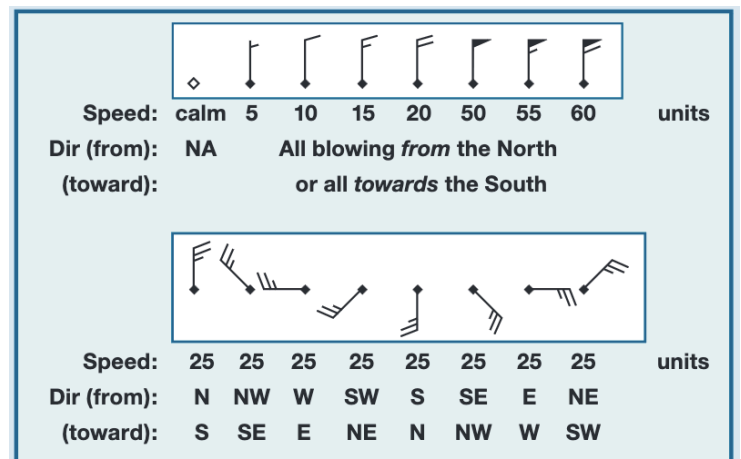 Speed: calm 5 10 15 20 50 55 60 units
Dir (from): NA All blowing from the North
(toward): or all towards the South
Speed: 25 25 25 25 25 25 25 25 units
Dir (from): N NW W SW S SE E NE
(toward): S SE E NE N NW W SW